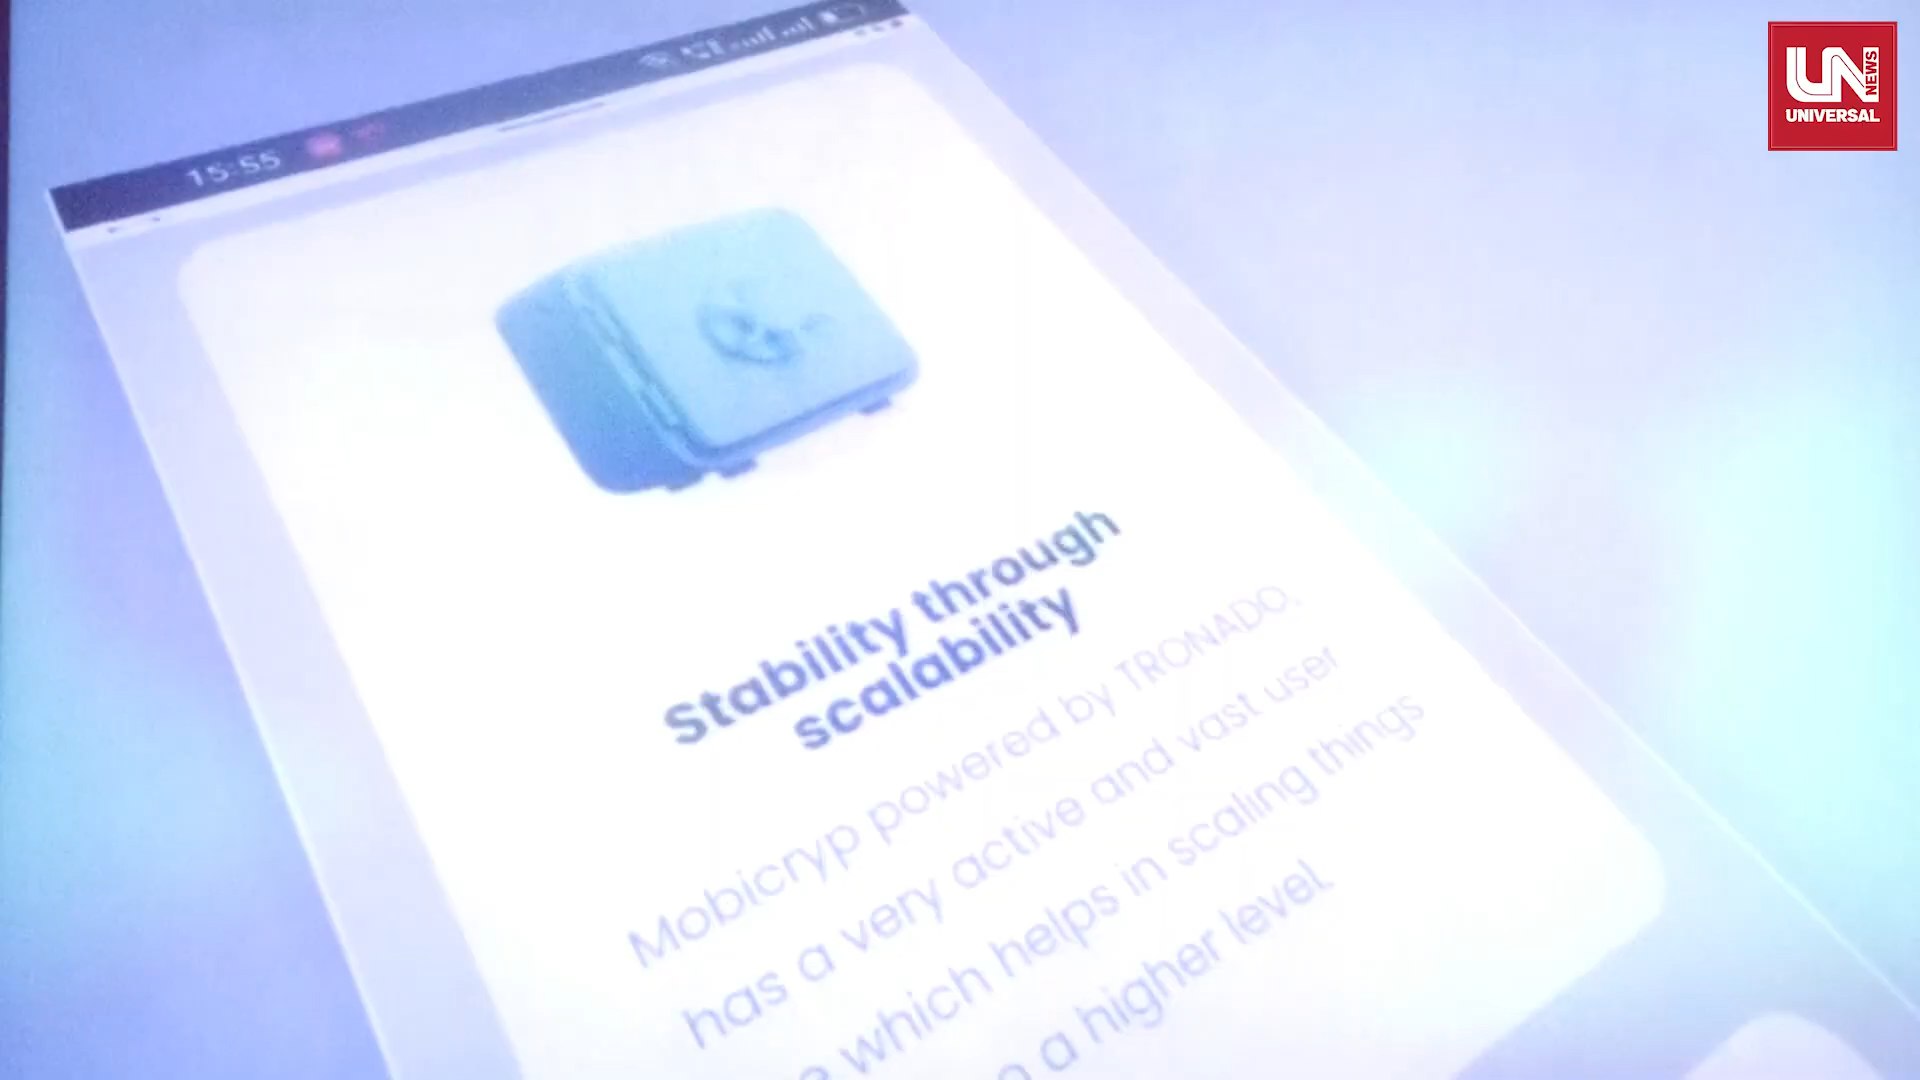 UN
NEWS
UNIVERSAL
15:55
Stability through
scalability
Mobicryp powered by TRONADO.
has a very active and vast user
which helps in scaling things
a higher level.